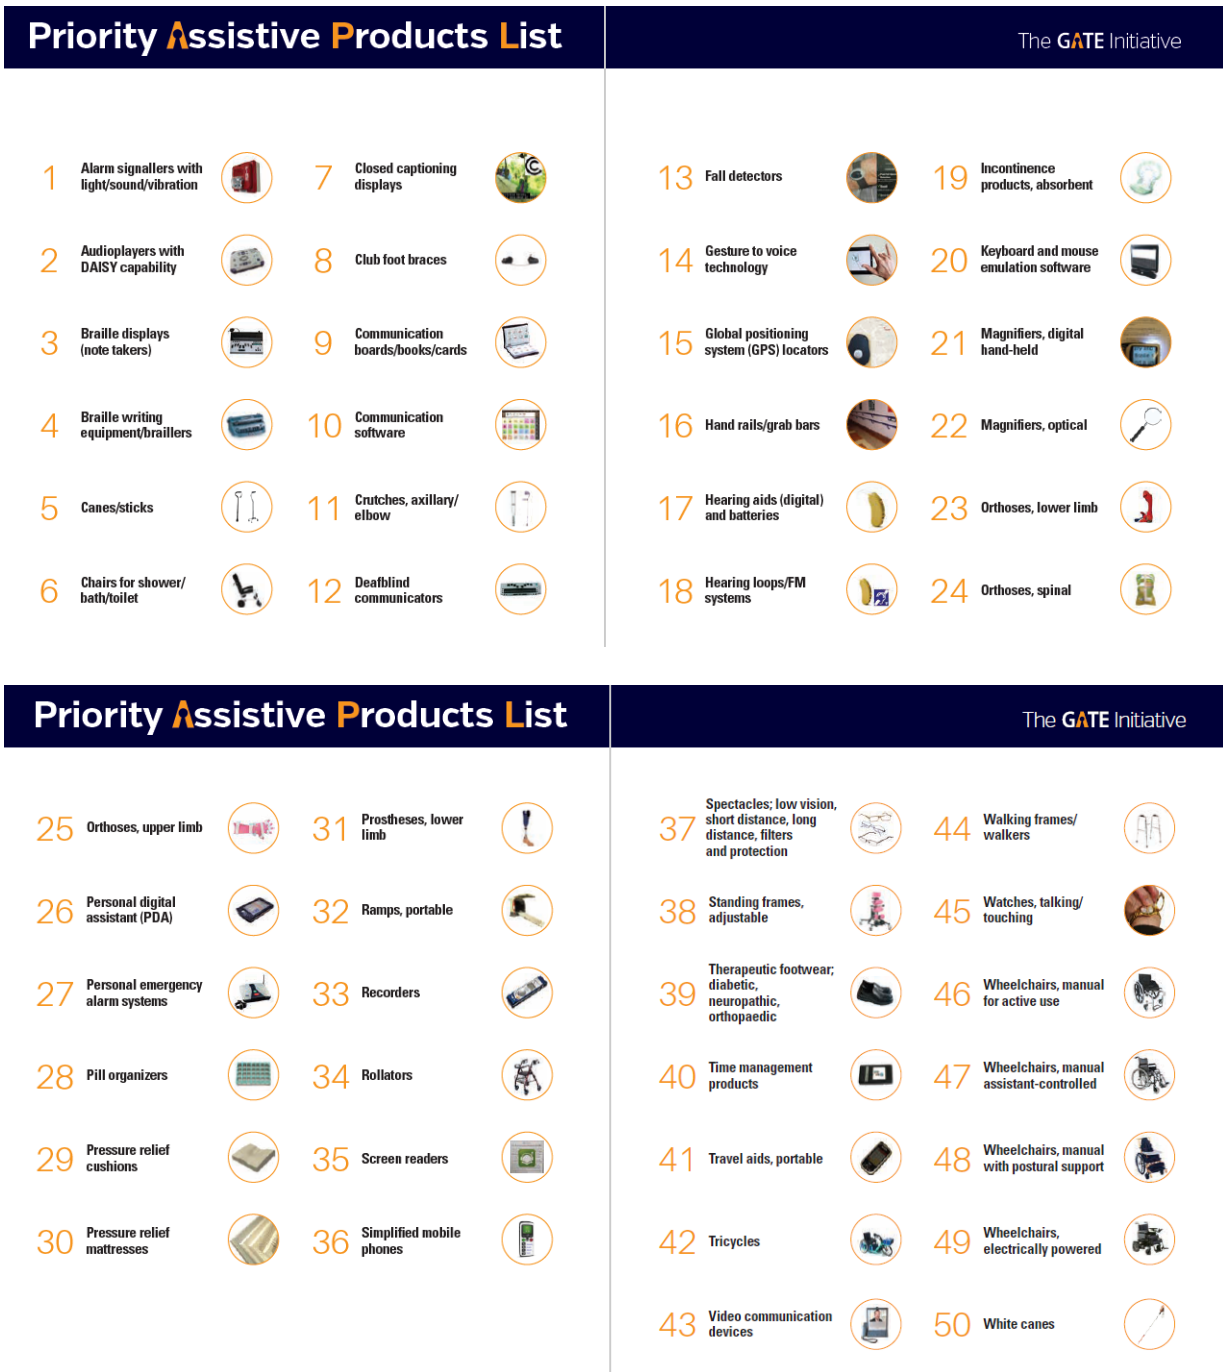 Priority Assistive Products List
The GATE Initiative
1 Alarm signallers with
light/sound/vibration
2 Audioplayers with
DAISY capability
3 Braille displays
(note takers)
4 Braille writing
equipment/braillers
5 Canes/sticks
6 Chairs for shower/
bath/toilet
7 Closed captioning
displays
8 Club foot braces
9 Communication
boards/books/cards
10 Communication
software
11 Crutches, axillary/
elbow
12 Deafblind
communicators
13 Fall detectors
14 Gesture to voice
technology
15 Global positioning
system (GPS) locators
16 Hand rails/grab bars
17 Hearing aids (digital)
and batteries
18 Hearing loops/FM
systems
19 Incontinence
products, absorbent
20 Keyboard and mouse
emulation software
21 Magnifiers, digital
hand-held
22 Magnifiers, optical
23 Orthoses, lower limb
24 Orthoses, spinal
Priority Assistive Products List
The GATE Initiative
25 Orthoses, upper limb
26 Personal digital
assistant (PDA)
27 Personal emergency
alarm systems
28 Pill organizers
29 Pressure relief
cushions
30 Pressure relief
mattresses
31 Prostheses, lower
limb
32 Ramps, portable
33 Recorders
34 Rollators
35 Screen readers
36 Simplified mobile
phones
37 Spectacles; low vision,
short distance, long
distance, filters
and protection
38 Standing frames,
adjustable
39 Therapeutic footwear;
diabetic,
neuropathic,
orthopaedic
40 Time management
products
41 Travel aids, portable
42 Tricycles
43 Video communication
devices
44 Walking frames/
walkers
45 Watches, talking/
touching
46 Wheelchairs, manual
for active use
47 Wheelchairs, manual
assistant-controlled
48 Wheelchairs, manual
with postural support
49 Wheelchairs,
electrically powered
50 White canes